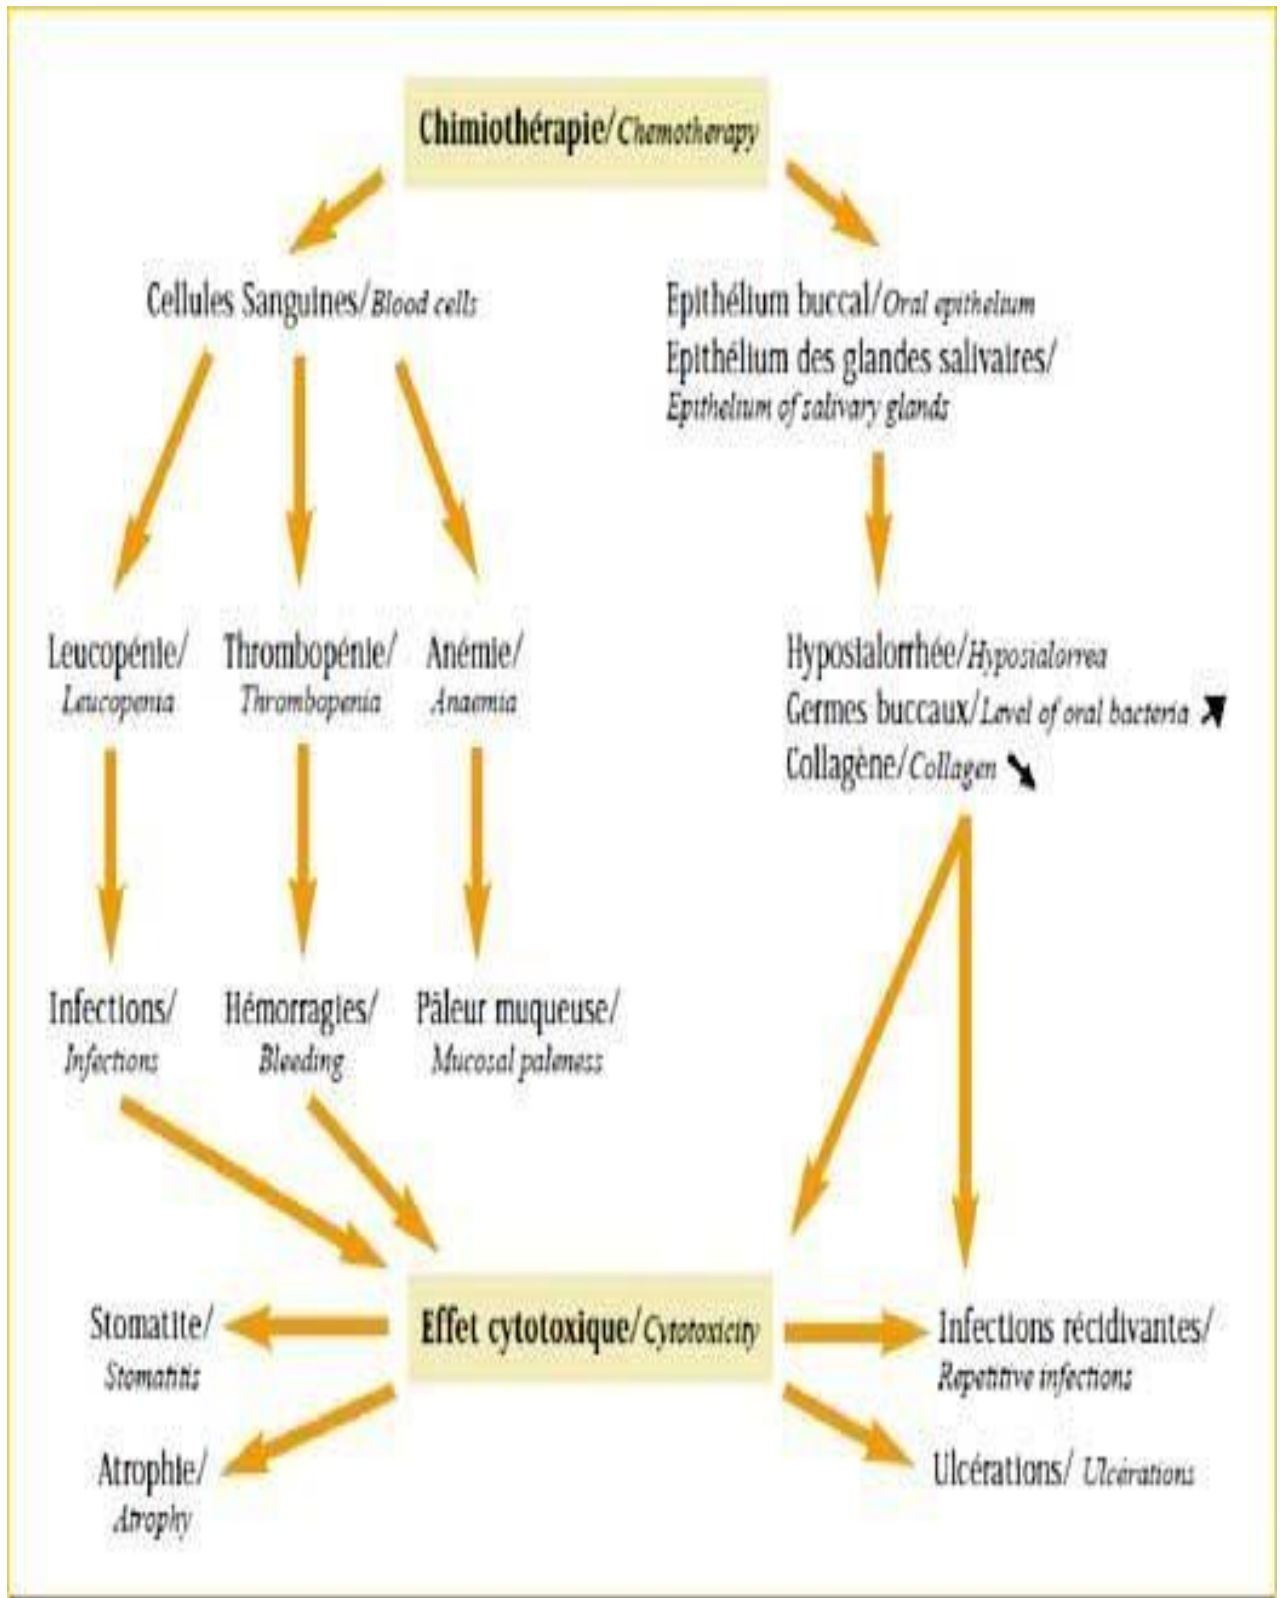 Chimiothérapie/Chemotherapy
Cellules Sanguines/Blood cells
Epithélium buccal/Oral epithelium
Epithélium des glandes salivaires/
Epithelium of salivary glands
Leucopénie/
Leucopenia
Thrombopénie/
Thrombopenia
Anémie/
Anaemia
Hyposialorrhée/Hyposialorrea
Germes buccaux/Level of oral bacteria
Collagène/Collagen
Infections/
Infections
Hémorragies/
Bleeding
Pâleur muqueuse/
Mucosal paleness
Stomatite/
Stomatitis
Effet cytotoxique/Cytotoxicity
Infections récidivantes/
Repetitive infections
Atrophie/
Atrophy
Ulcérations/ Ulcérations